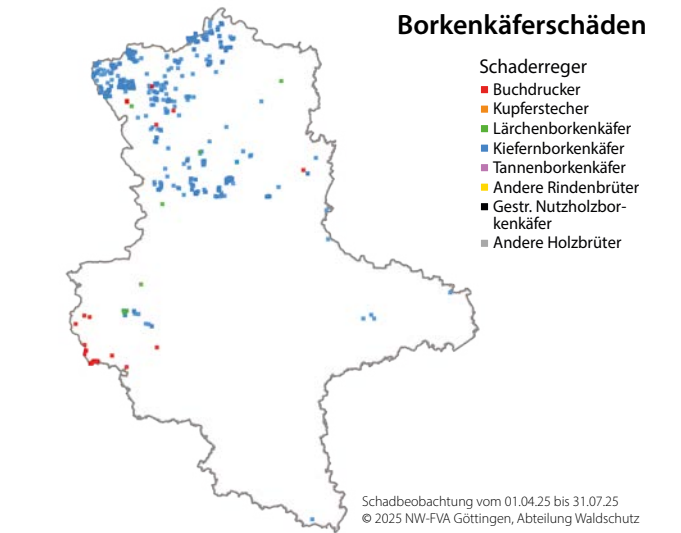 Borkenkäferschäden
Schaderreger
Buchdrucker
Kupferstecher
Lärchenborkenkäfer
Kiefernborkenkäfer
Tannenborkenkäfer
Andere Rindenbrüter
Gestr. Nutzholzbor-
kenkäfer
Andere Holzbrüter
Schadbeobachtung vom 01.04.25 bis 31.07.25
© 2025 NW-FVA Göttingen, Abteilung Waldschutz